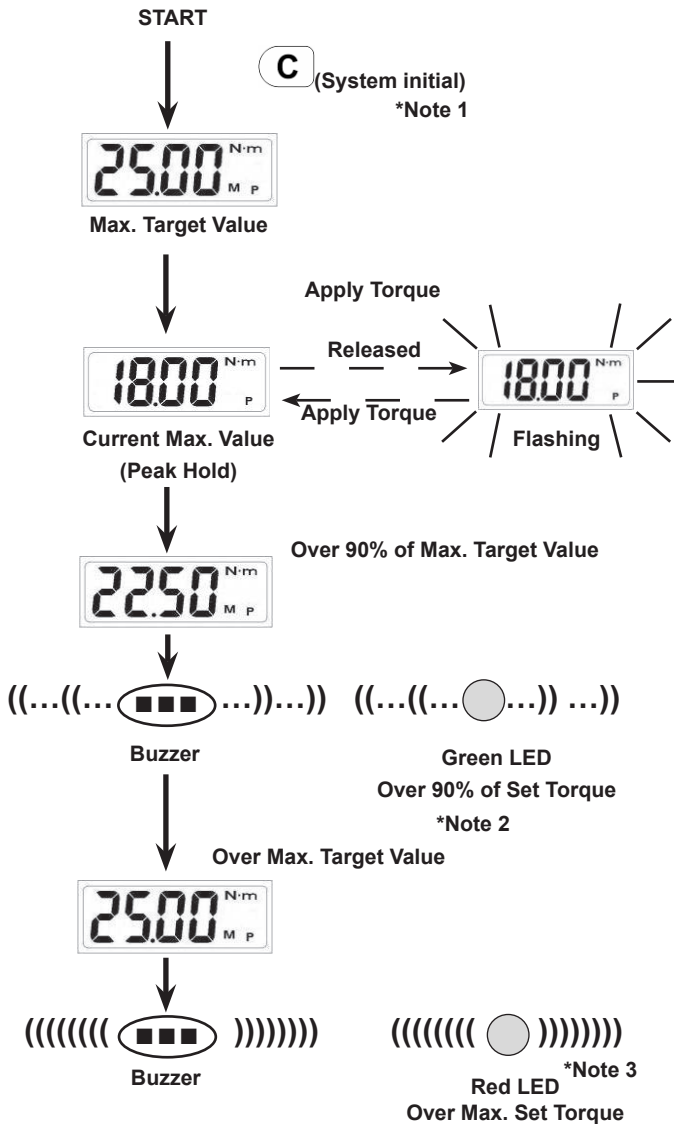 START
C
(System initial)
*Note 1
25.00 N·m
M P
Max. Target Value
Apply Torque
18.00 N·m
P
Released
Apply Torque
18.00 N·m
P
Current Max. Value
(Peak Hold)
Flashing
Over 90% of Max. Target Value
22.50 N·m
M P
((...((... ■■■ ...))...))
((...((... ...)) ...))
Buzzer
Green LED
Over 90% of Set Torque
*Note 2
Over Max. Target Value
25.00 N·m
M P
(((((((( ■■■ ))))))))
(((((((( ))))))))
Buzzer
*Note 3
Red LED
Over Max. Set Torque